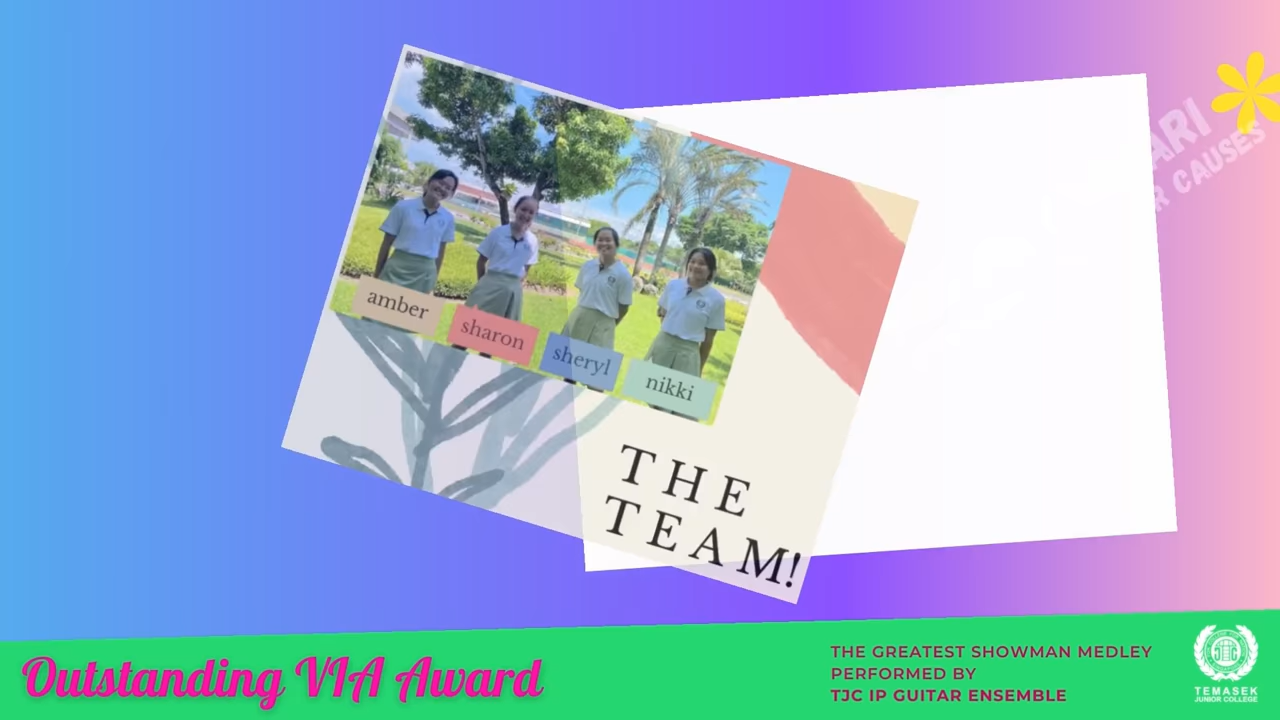 amber
sharon
sheryl
nikki
THE
TEAM!
CAUSES
Outstanding VIA Award
THE GREATEST SHOWMAN MEDLEY
PERFORMED BY
TJC IP GUITAR ENSEMBLE
TEMASEK
JUNIOR COLLEGE